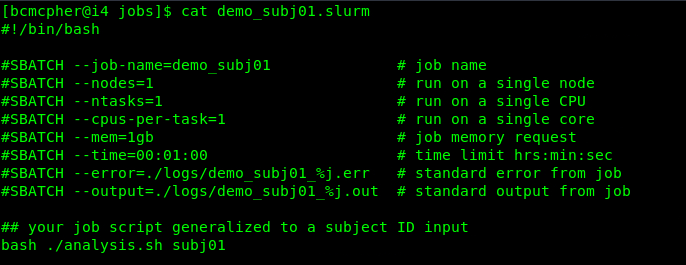 [bcmcpher@i4 jobs]$ cat demo_subj01.slurm
#!/bin/bash

#SBATCH --job-name=demo_subj01              # job name
#SBATCH --nodes=1                           # run on a single node
#SBATCH --ntasks=1                          # run on a single CPU
#SBATCH --cpus-per-task=1                   # run on a single core
#SBATCH --mem=1gb                           # job memory request
#SBATCH --time=00:01:00                     # time limit hrs:min:sec
#SBATCH --error=./logs/demo_subj01_%j.err   # standard error from job
#SBATCH --output=./logs/demo_subj01_%j.out  # standard output from job

## your job script generalized to a subject ID input
bash ./analysis.sh subj01